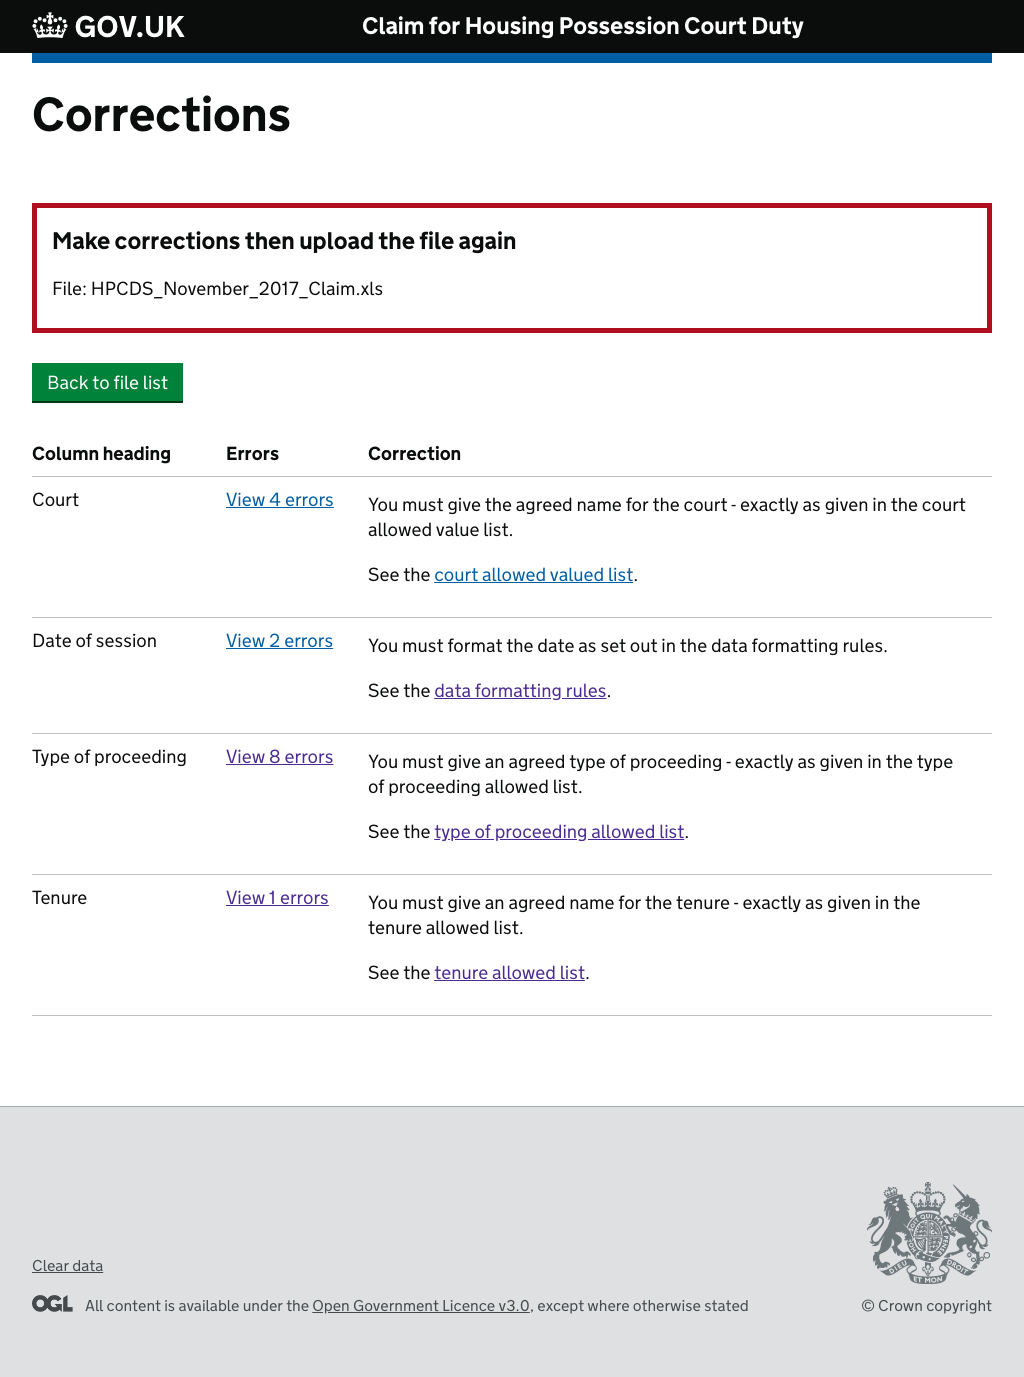 GOV.UK
Claim for Housing Possession Court Duty
Corrections
Make corrections then upload the file again
File: HPCDS_November_2017_Claim.xls
Back to file list
Column heading Errors Correction
Court View 4 errors You must give the agreed name for the court - exactly as given in the court
allowed value list.
See the court allowed valued list.
Date of session View 2 errors You must format the date as set out in the data formatting rules.
See the data formatting rules.
Type of proceeding View 8 errors You must give an agreed type of proceeding - exactly as given in the type
of proceeding allowed list.
See the type of proceeding allowed list.
Tenure View 1 errors You must give an agreed name for the tenure - exactly as given in the
tenure allowed list.
See the tenure allowed list.
DIEU ET MON DROIT
Clear data
OGL All content is available under the Open Government Licence v3.0, except where otherwise stated
© Crown copyright